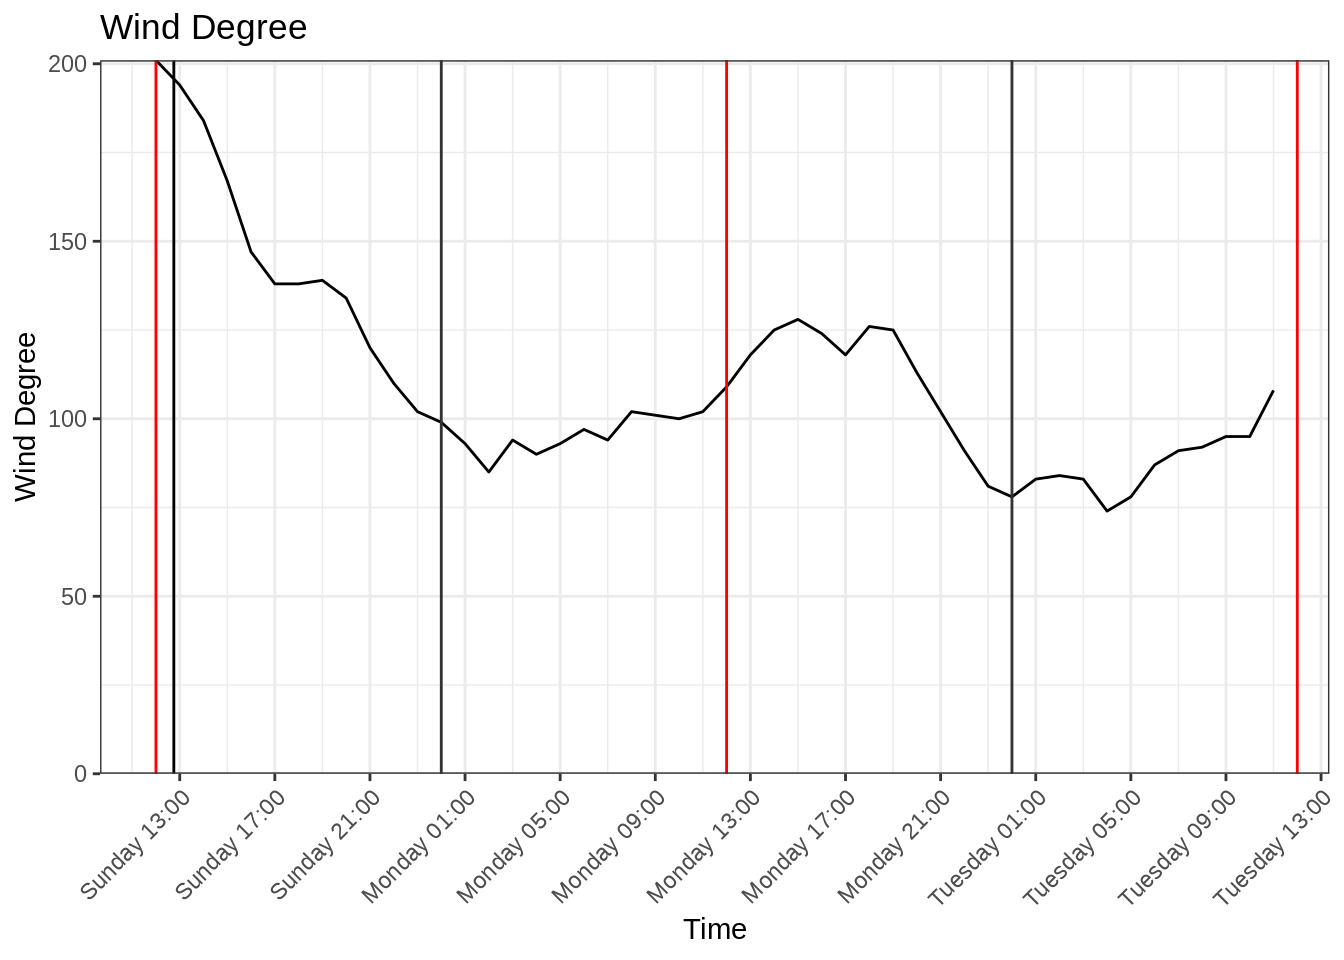 Wind Degree
Wind Degree
200
150
100
50
0
Sunday 13:00
Sunday 17:00
Sunday 21:00
Monday 01:00
Monday 05:00
Monday 09:00
Monday 13:00
Monday 17:00
Monday 21:00
Tuesday 01:00
Tuesday 05:00
Tuesday 09:00
Tuesday 13:00
Time